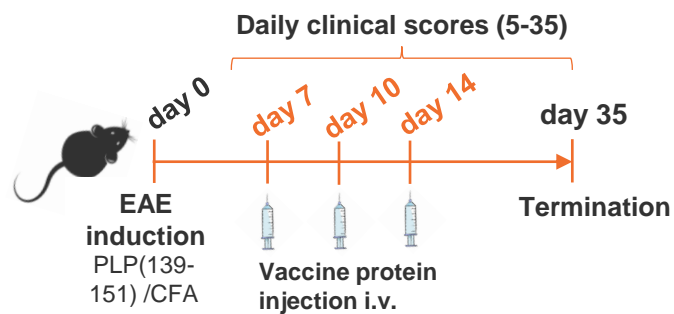 Daily clinical scores (5-35)
day 0
day 7
day 10
day 14
day 35
EAE
induction
PLP(139-
151) /CFA
Vaccine protein
injection i.v.
Termination